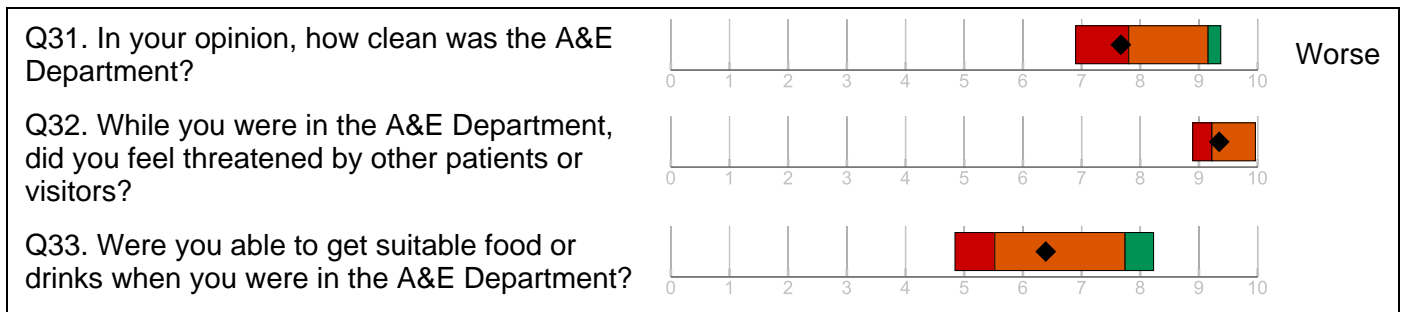 Q31. In your opinion, how clean was the A&E
Department?
Worse
0 1 2 3 4 5 6 7 8 9 10
Q32. While you were in the A&E Department,
did you feel threatened by other patients or
visitors?
0 1 2 3 4 5 6 7 8 9 10
Q33. Were you able to get suitable food or
drinks when you were in the A&E Department?
0 1 2 3 4 5 6 7 8 9 10